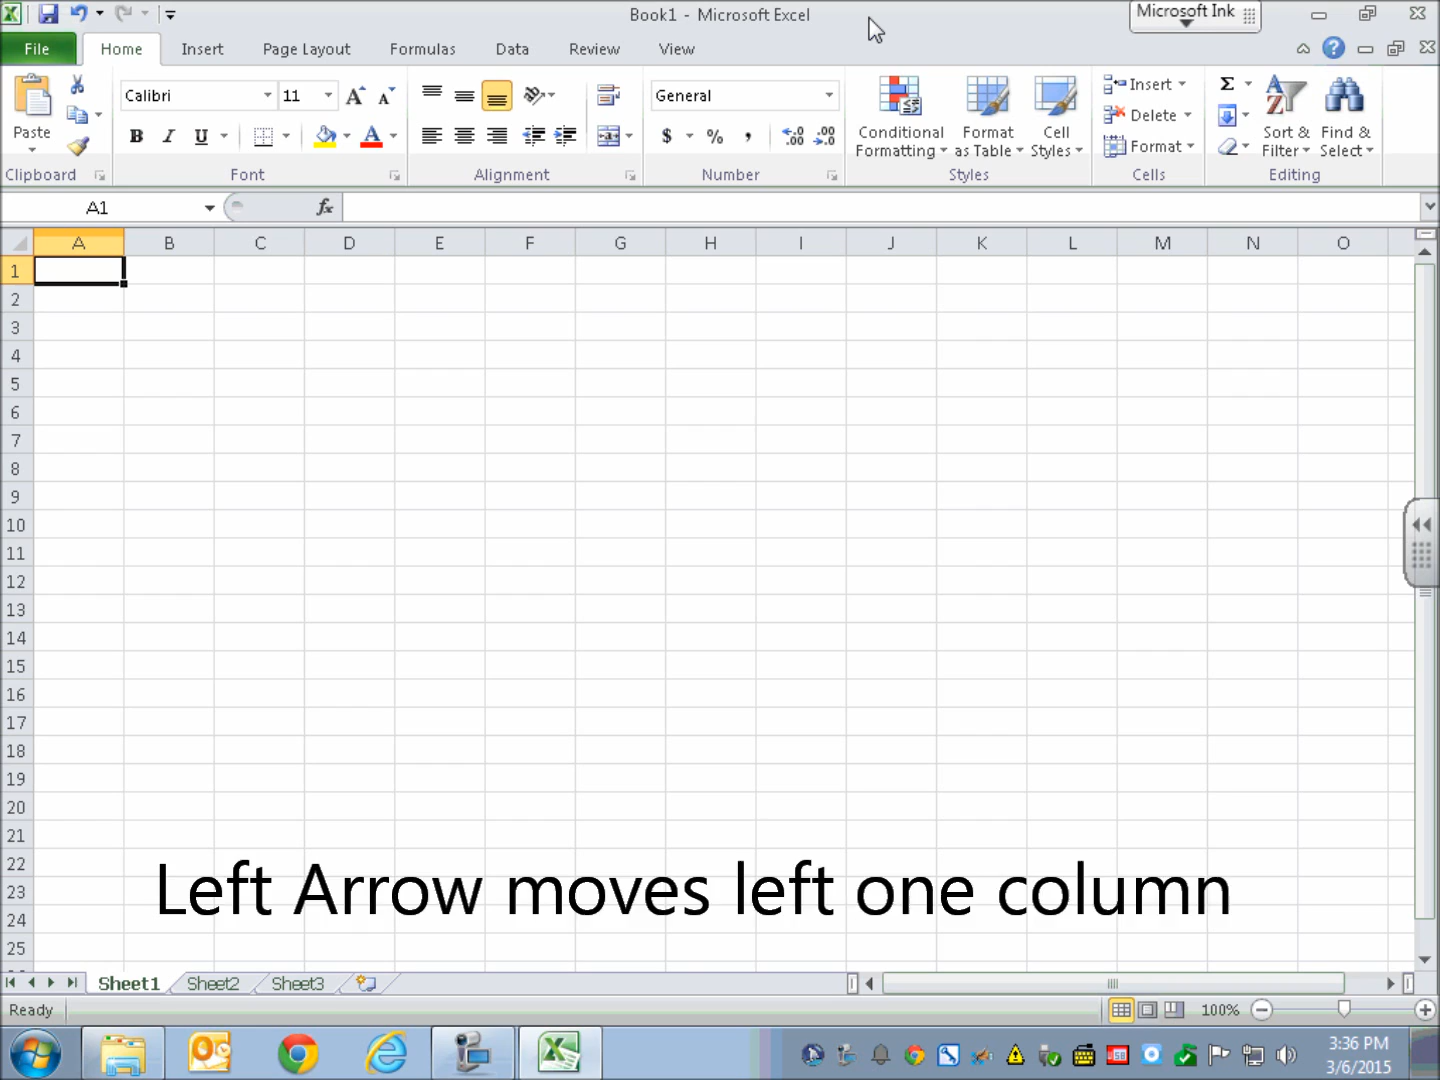 Book1 - Microsoft Excel
Microsoft Ink
File Home Insert Page Layout Formulas Data Review View
Calibri 11 General
Insert
Delete
Format
Paste
B I U $ % ,
Conditional Formatting
Format as Table
Cell Styles
Sort & Filter
Find & Select
Clipboard Font Alignment Number Styles Cells Editing
A1 fx
A B C D E F G H I J K L M N O
1
2
3
4
5
6
7
8
9
10
11
12
13
14
15
16
17
18
19
20
21
22
23
24
25
Left Arrow moves left one column
Sheet1 Sheet2 Sheet3
Ready 100%
3:36 PM
3/6/2015